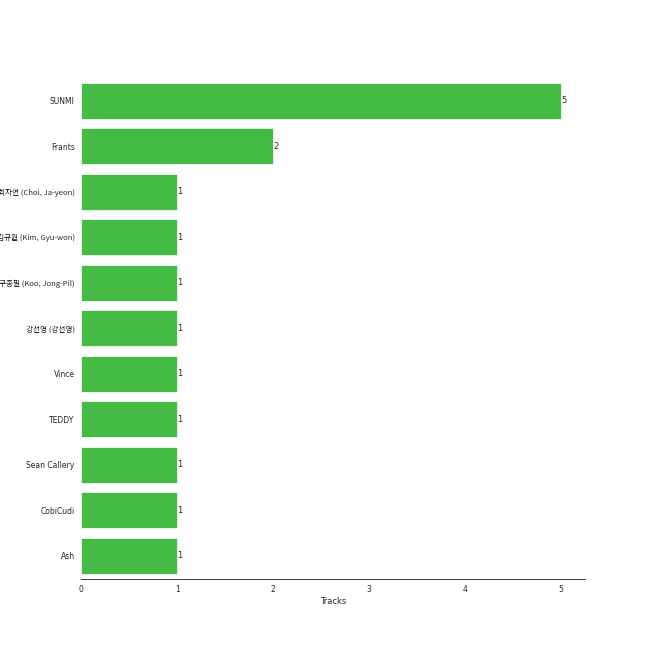 SUNMI
5
Frants
2
최자연 (Choi, Ja-yeon)
1
김규원 (Kim, Gyu-won)
1
구종필 (Koo, Jong-Pil)
1
강선영 (강선영)
1
Vince
1
TEDDY
1
Sean Callery
1
CobiCudi
1
Ash
1
0 1 2 3 4 5
Tracks